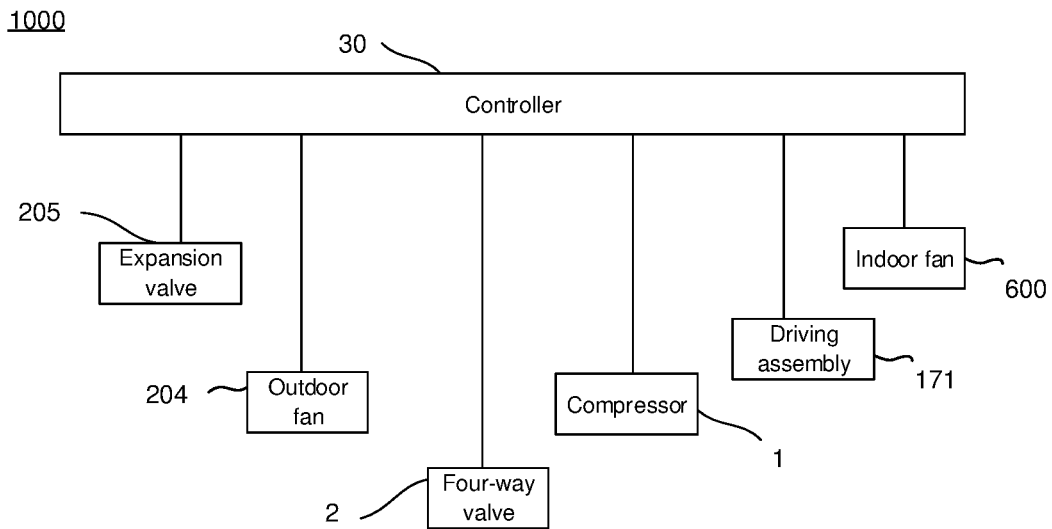 1000
30
Controller
205
Expansion
valve
Indoor fan
600
Driving
assembly
171
204
Outdoor
fan
Compressor
1
2
Four-way
valve